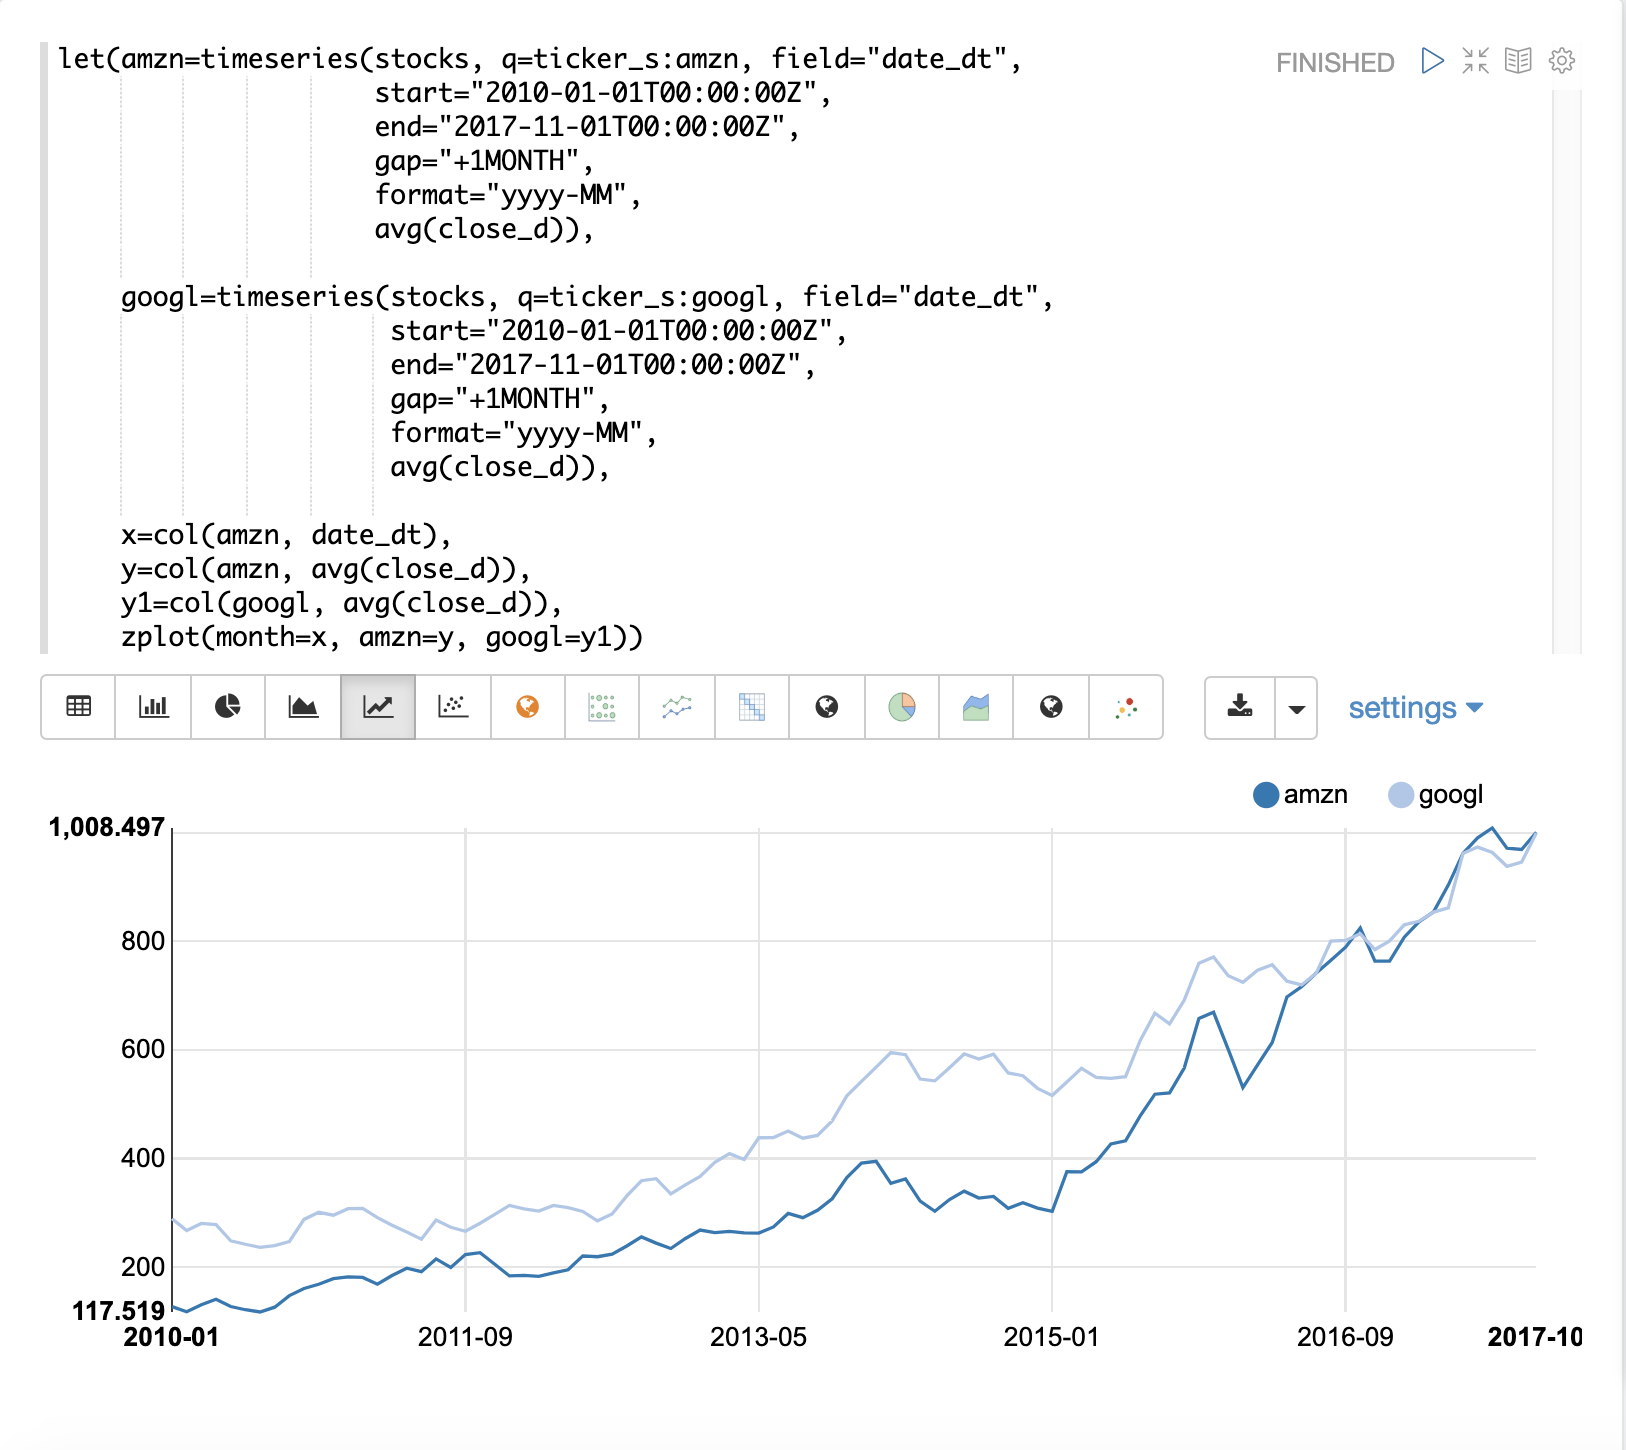 let(amzn=timeseries(stocks, q=ticker_s:amzn, field="date_dt",
start="2010-01-01T00:00:00Z",
end="2017-11-01T00:00:00Z",
gap="+1MONTH",
format="yyyy-MM",
avg(close_d)),
googl=timeseries(stocks, q=ticker_s:googl, field="date_dt",
start="2010-01-01T00:00:00Z",
end="2017-11-01T00:00:00Z",
gap="+1MONTH",
format="yyyy-MM",
avg(close_d)),
x=col(amzn, date_dt),
y=col(amzn, avg(close_d)),
y1=col(googl, avg(close_d)),
zplot(month=x, amzn=y, googl=y1))
FINISHED
settings
amzn googl
1,008.497
800
600
400
200
117.519
2010-01 2011-09 2013-05 2015-01 2016-09 2017-10